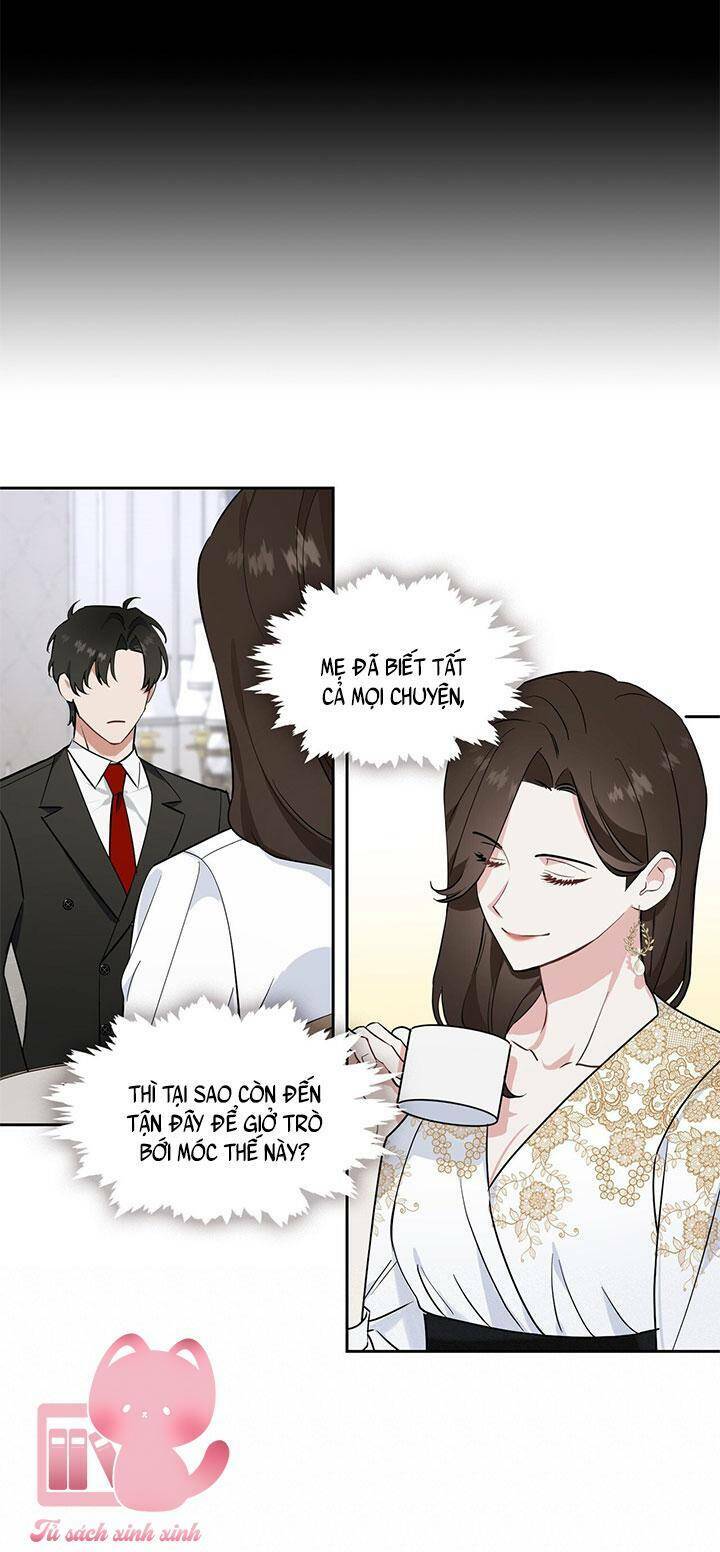 MẸ ĐÃ BIẾT TẤT
CẢ MỌI CHUYỆN,
THÌ TẠI SAO CÒN ĐẾN
TẬN ĐÂY ĐỂ GIỞ TRÒ
BỚI MÓC THẾ NÀY?
Tủ sách xinh xinh